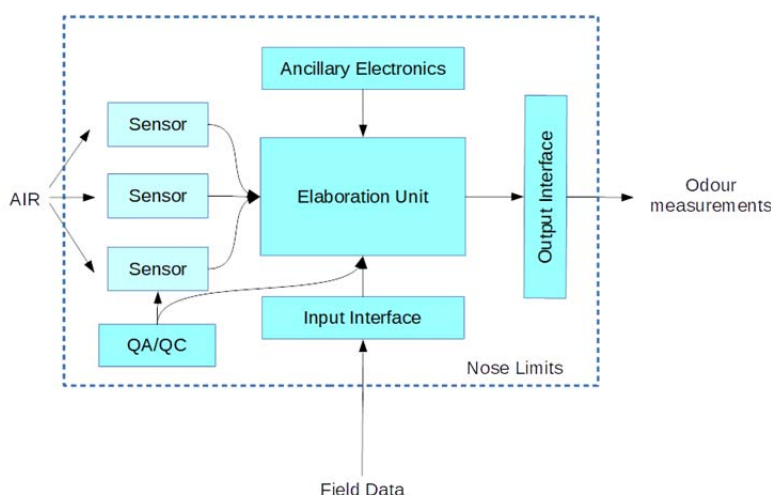 Ancillary Electronics
Sensor
AIR
Sensor
Elaboration Unit
Sensor
Output Interface
Odour
measurements
QA/QC
Input Interface
Nose Limits
Field Data